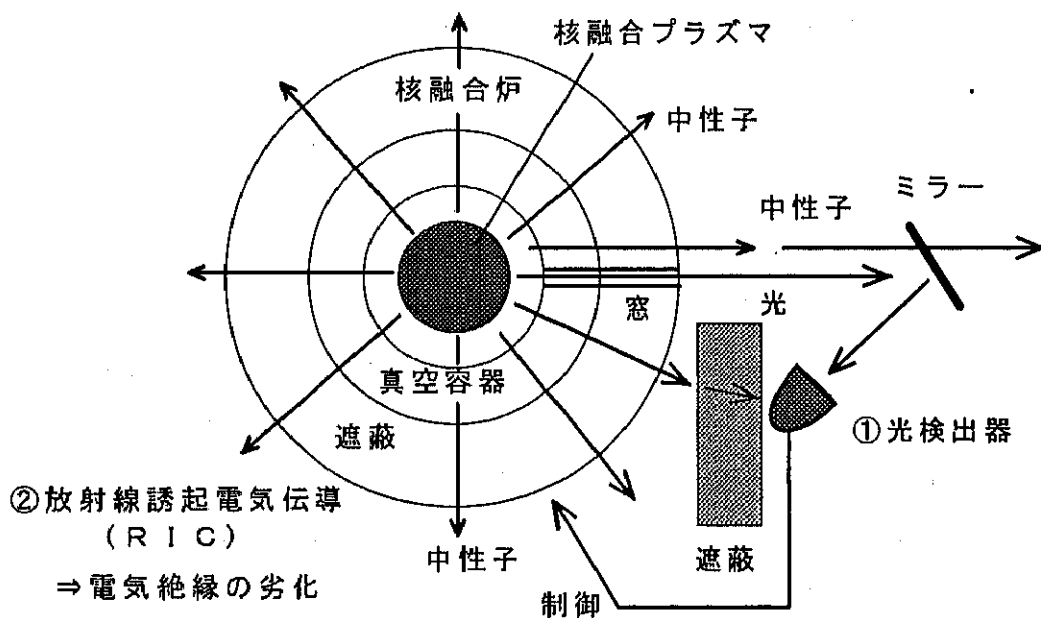 核融合プラズマ
核融合炉
中性子
ミラー
中性子
窓
光
真空容器
遮蔽
①光検出器
②放射線誘起電気伝導
(RIC)
⇒電気絶縁の劣化
中性子
遮蔽
制御